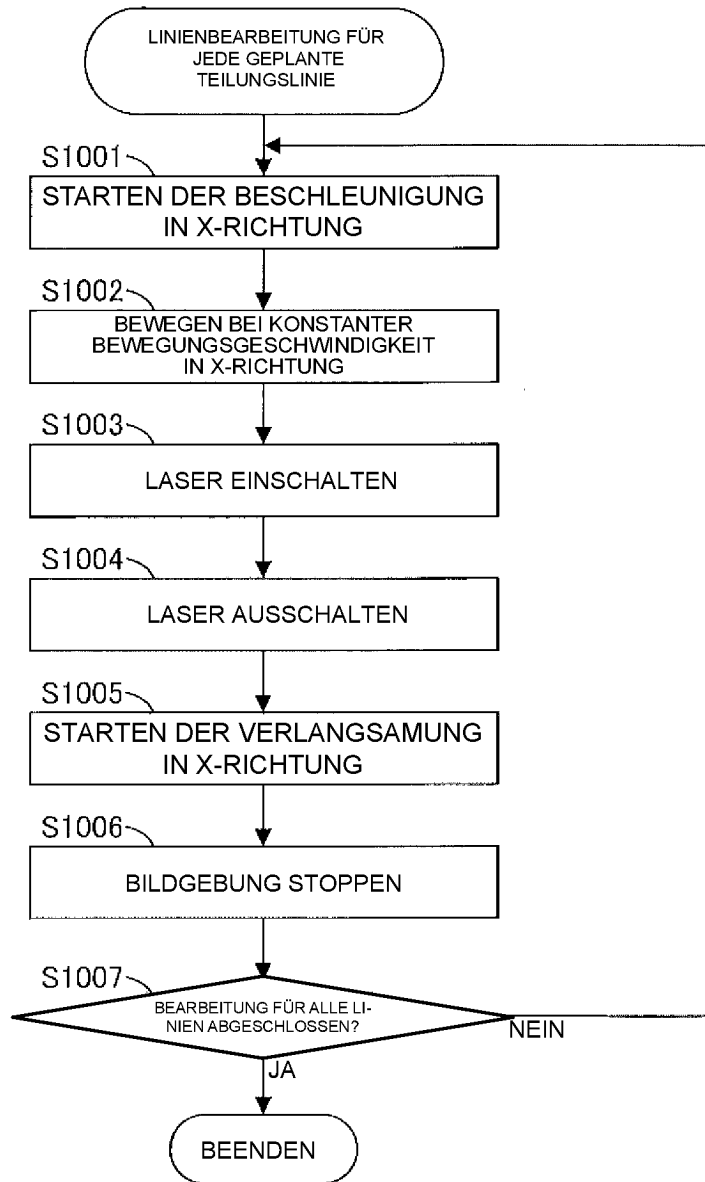 LINIENBEARBEITUNG FÜR
JEDE GEPLANTE
TEILUNGSLINIE
S1001
STARTEN DER BESCHLEUNIGUNG
IN X-RICHTUNG
S1002
BEWEGEN BEI KONSTANTER
BEWEGUNGSGESCHWINDIGKEIT
IN X-RICHTUNG
S1003
LASER EINSCHALTEN
S1004
LASER AUSSCHALTEN
S1005
STARTEN DER VERLANGSAMUNG
IN X-RICHTUNG
S1006
BILDGEBUNG STOPPEN
S1007
BEARBEITUNG FÜR ALLE LI-
NIEN ABGESCHLOSSEN?
NEIN
JA
BEENDEN